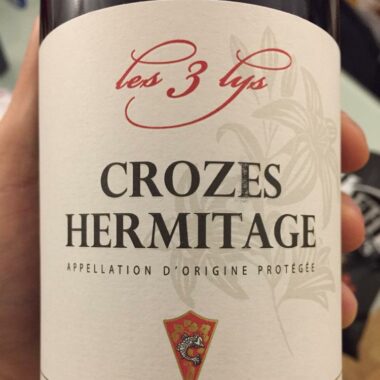 les 3 lys
CROZES
HERMITAGE
APPELLATION D'ORIGINE PROTÉGÉE